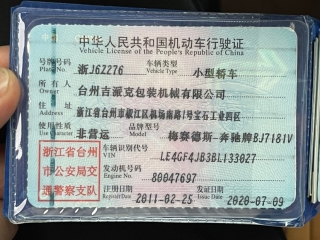 中华人民共和国机动车行驶证
Vehicle License of the People's Republic of China
号牌号码 浙J6Z276 车辆类型 小型轿车
Plate No. Vehicle Type
所有人 台州吉派克包装机械有限公司
Owner
住址 浙江省台州市椒江区机场南路1号宝石工业四区
Address
使用性质 非营运 品牌型号 梅赛德斯-奔驰牌BJ7181V
Use Character Model
浙江省台州
市公安局交
通警察支队
车辆识别代号 LE4GF4JB3BL133027
VIN
发动机号码 80047697
Engine No.
注册日期 2011-02-25 发证日期 2020-07-09
Register Date Issue Date